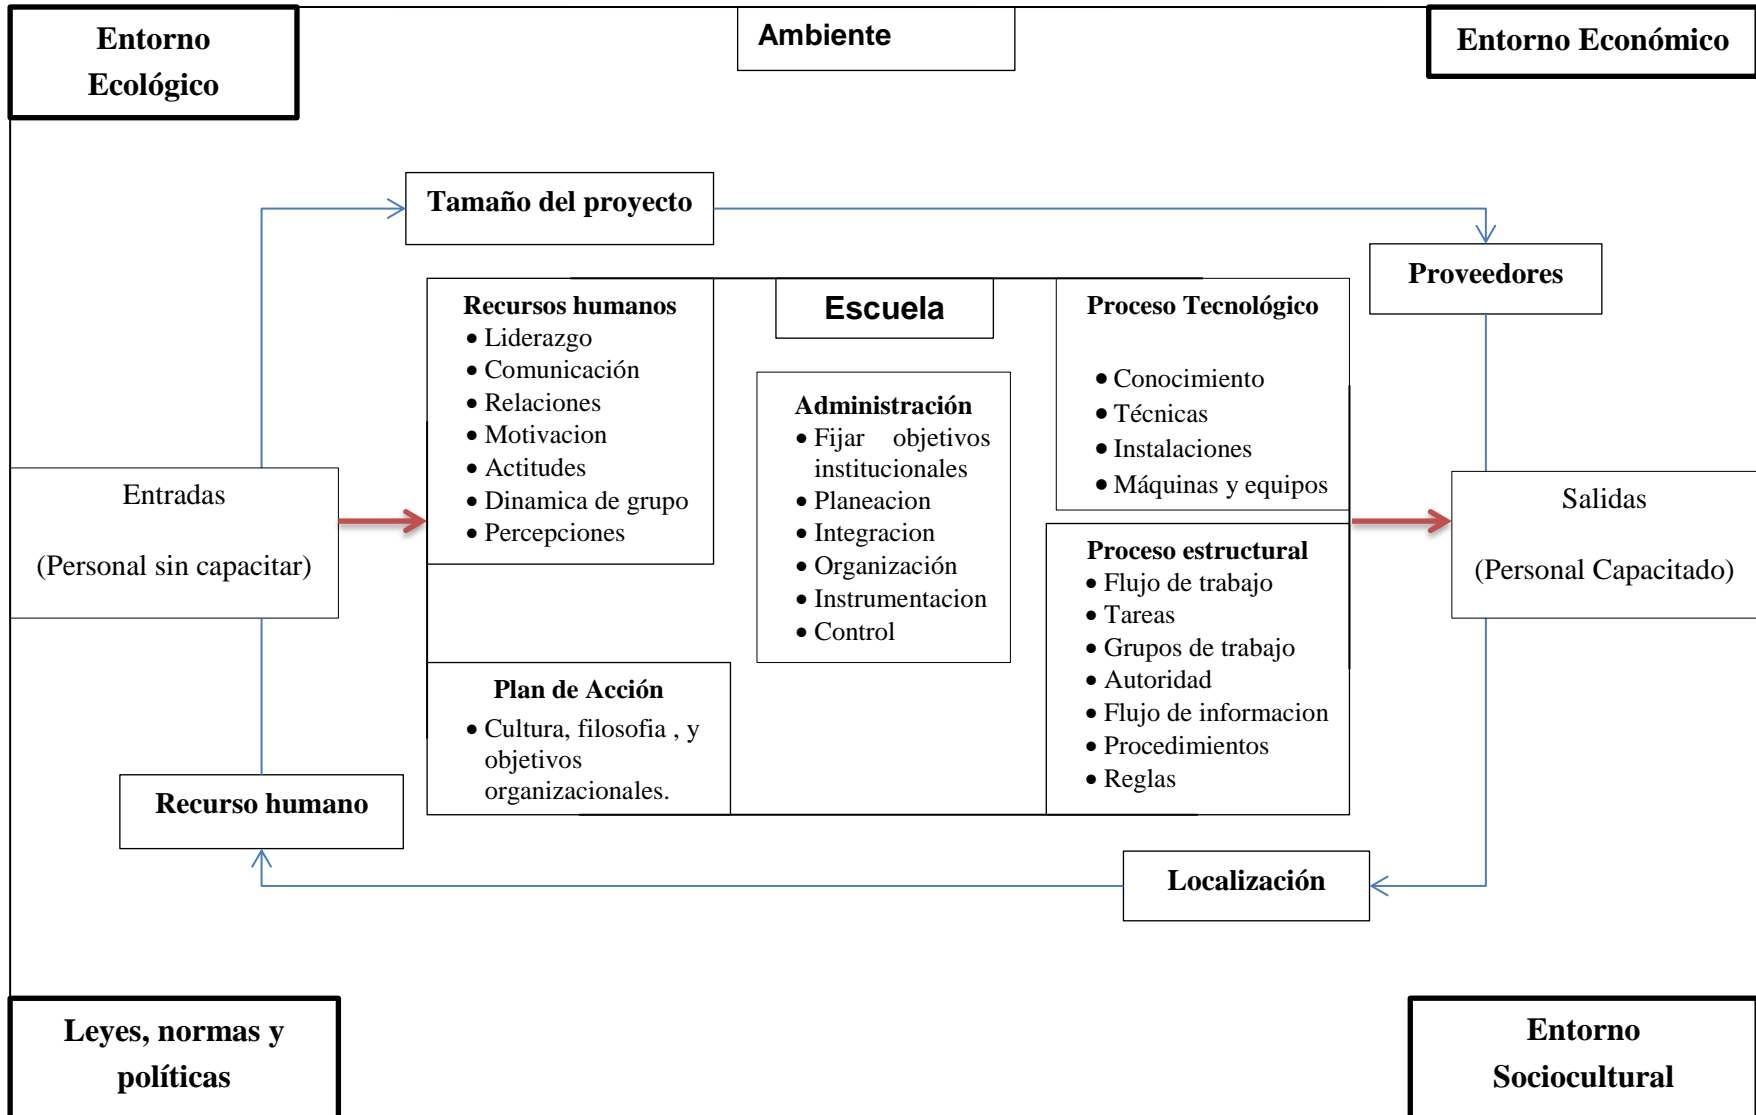 Entorno
Ecológico
Ambiente
Entorno Económico
Tamaño del proyecto
Proveedores
Recursos humanos
• Liderazgo
• Comunicación
• Relaciones
• Motivacion
• Actitudes
• Dinamica de grupo
• Percepciones
Escuela
Proceso Tecnológico
• Conocimiento
• Técnicas
• Instalaciones
• Máquinas y equipos
Administración
• Fijar objetivos
institucionales
• Planeacion
• Integracion
• Organización
• Instrumentacion
• Control
Entradas
(Personal sin capacitar)
Salidas
(Personal Capacitado)
Proceso estructural
• Flujo de trabajo
• Tareas
• Grupos de trabajo
• Autoridad
• Flujo de informacion
• Procedimientos
• Reglas
Plan de Acción
• Cultura, filosofia , y
objetivos
organizacionales.
Recurso humano
Localización
Leyes, normas y
políticas
Entorno
Sociocultural